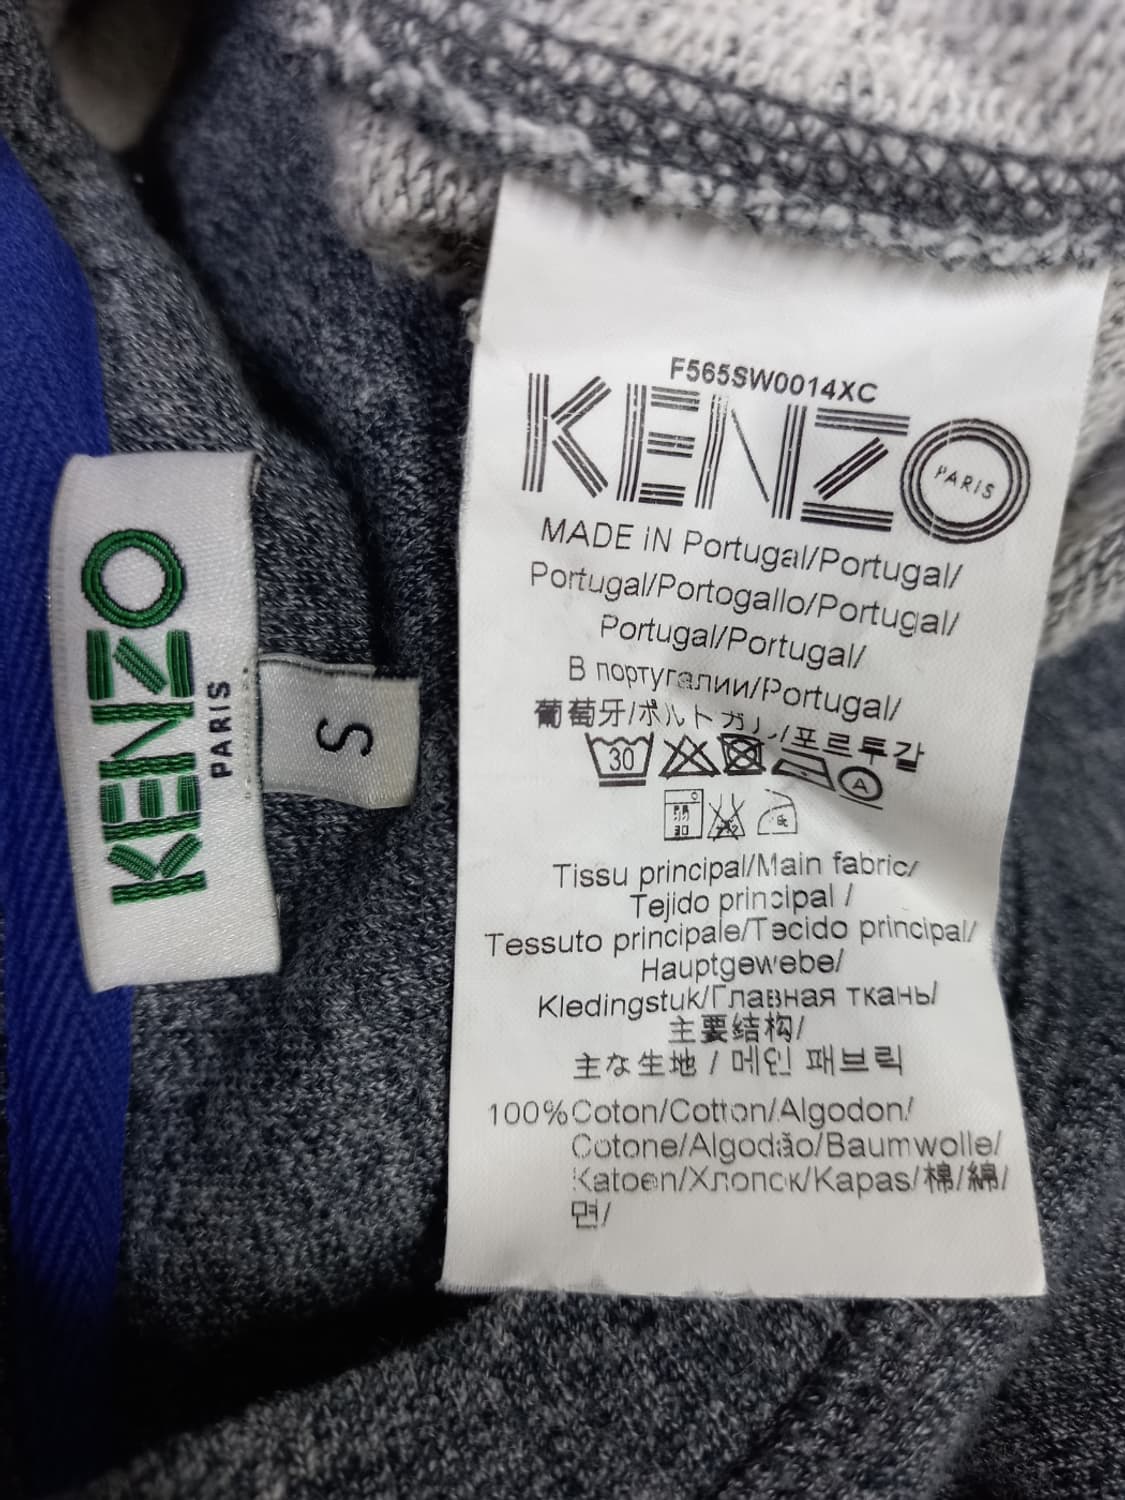 KENZO
PARIS
S
F565SW0014XC
KENZO
PARIS
MADE IN Portugal/Portugal/
Portugal/Portogallo/Portugal/
Portugal/Portugal/
В португалии/Portugal/
葡萄牙/ポルトガル/포르투갈
30
A
30
Tissu principal/Main fabric/
Tejido principal /
Tessuto principale/Tecido principal/
Hauptgewebe/
Kledingstuk/Главная ткань/
主要结构/
主な生地 / 메인 패브릭
100%Coton/Cotton/Algodon/
Cotone/Algodão/Baumwolle/
Katoen/Хлопок/Kapas/棉/綿/
면/